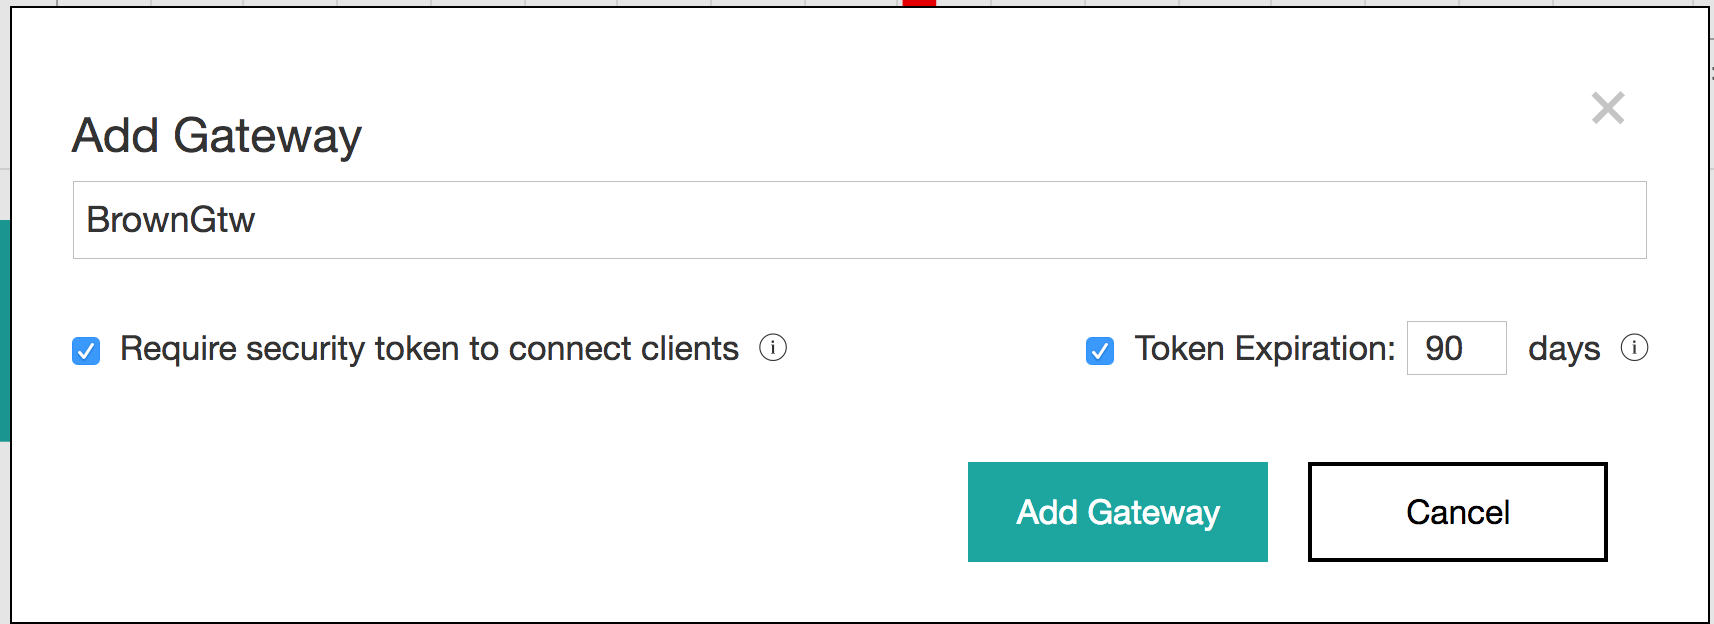 Add Gateway
BrownGtw
Require security token to connect clients
Token Expiration: 90 days
Add Gateway
Cancel